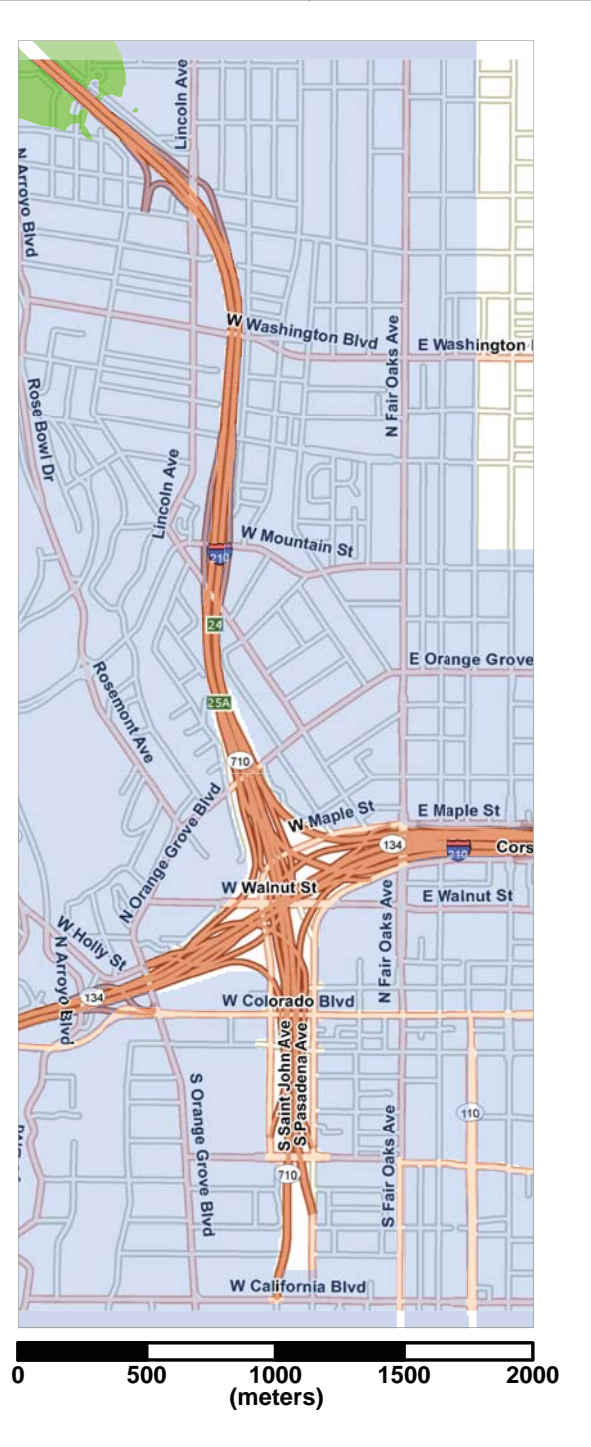 Lincoln Ave
N Arroyo Blvd
W Washington Blvd
E Washington
N Fair Oaks Ave
Rose Bowl Dr
Lincoln Ave
W Mountain St
210
24
E Orange Grove
Rosemont Ave
25A
710
N Orange Grove Blvd
W Maple St
E Maple St
134
210
Cors
W Walnut St
E Walnut St
N Fair Oaks Ave
W Holly St
N Arroyo Blvd
134
W Colorado Blvd
S Saint John Ave
S Pasadena Ave
S Orange Grove Blvd
110
S Fair Oaks Ave
710
W California Blvd
0 500 1000 1500 2000
(meters)